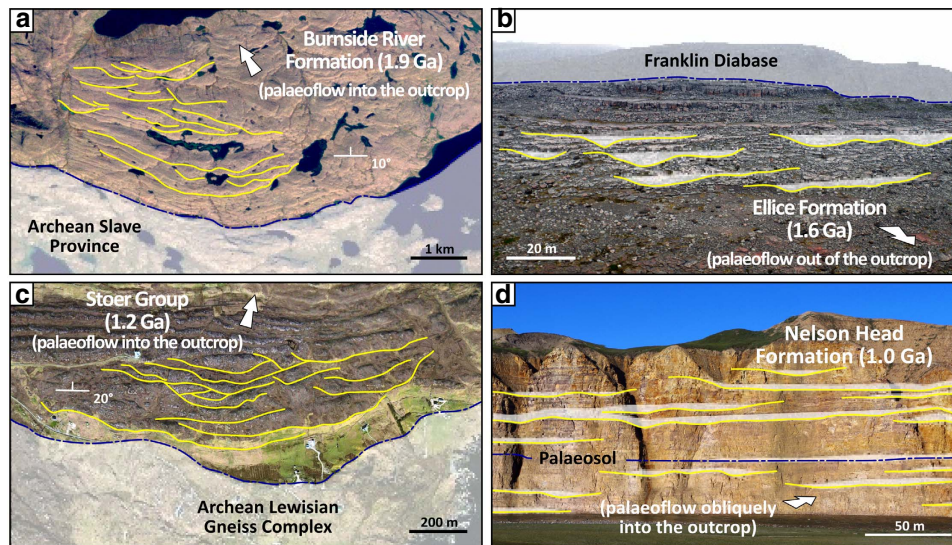 a
Burnside River
Formation (1.9 Ga)
(palaeoflow into the outcrop)
10°
Archean Slave
Province
1 km
b
Franklin Diabase
Ellice Formation
(1.6 Ga)
(palaeoflow out of the outcrop)
20 m
c
Stoer Group
(1.2 Ga)
(palaeoflow into the outcrop)
20°
Archean Lewisian
Gneiss Complex
200 m
d
Nelson Head
Formation (1.0 Ga)
Palaeosol
(palaeoflow obliquely
into the outcrop)
50 m